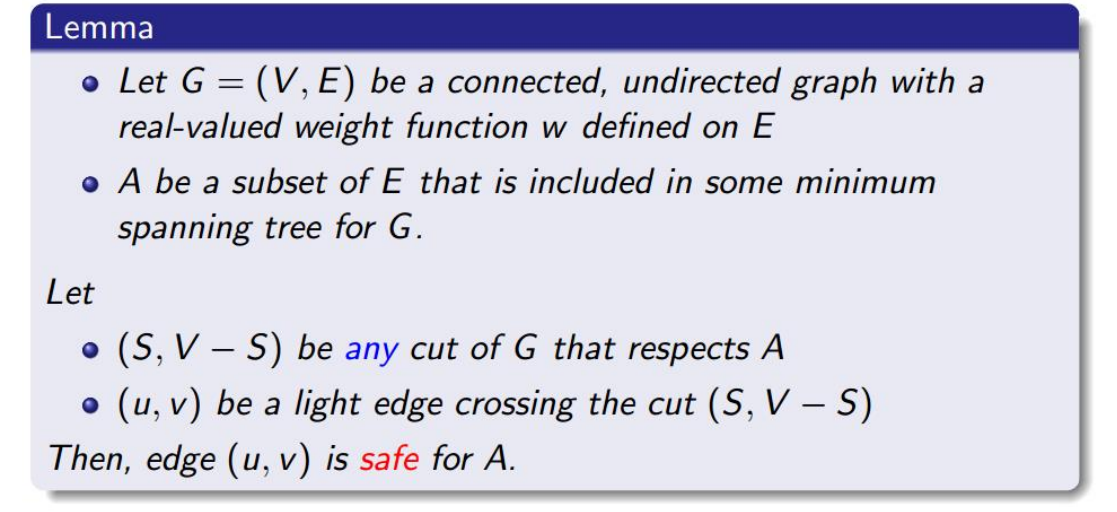 Lemma
• Let G = (V, E) be a connected, undirected graph with a
real-valued weight function w defined on E
• A be a subset of E that is included in some minimum
spanning tree for G.
Let
• (S, V − S) be any cut of G that respects A
• (u, v) be a light edge crossing the cut (S, V − S)
Then, edge (u, v) is safe for A.